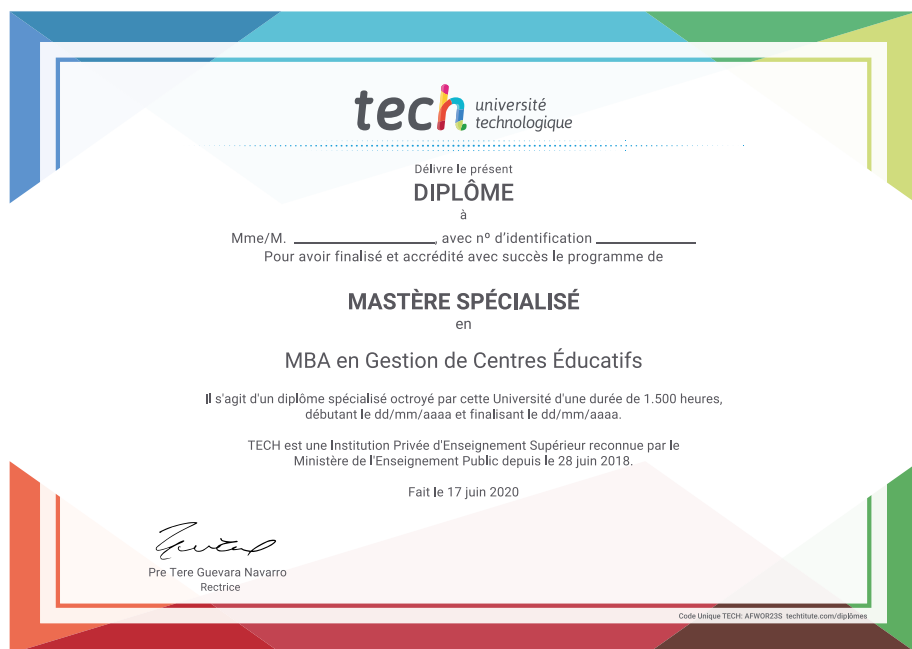 tech université
technologique
Délivre le présent
DIPLÔME
à
Mme/M. ____________________, avec nº d'identification ______________
Pour avoir finalisé et accrédité avec succès le programme de
MASTÈRE SPÉCIALISÉ
en
MBA en Gestion de Centres Éducatifs
Il s'agit d'un diplôme spécialisé octroyé par cette Université d'une durée de 1.500 heures,
débutant le dd/mm/aaaa et finalisant le dd/mm/aaaa.
TECH est une Institution Privée d'Enseignement Supérieur reconnue par le
Ministère de l'Enseignement Public depuis le 28 juin 2018.
Fait le 17 juin 2020
Pre Tere Guevara Navarro
Rectrice
Code Unique TECH: AFWOR23S techtitute.com/diplômes